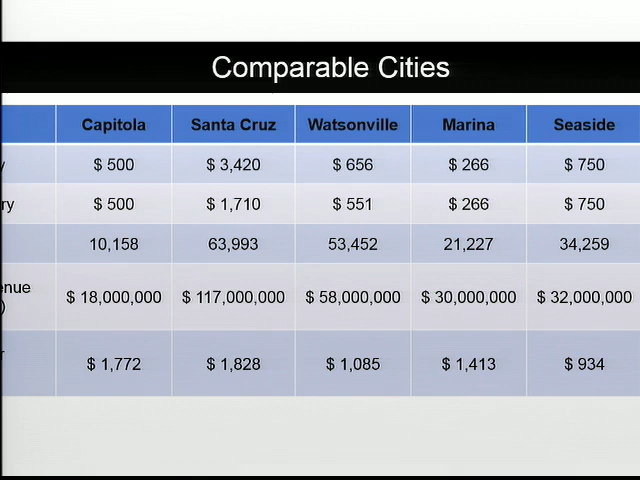 Comparable Cities
Capitola Santa Cruz Watsonville Marina Seaside
y $ 500 $ 3,420 $ 656 $ 266 $ 750
ry $ 500 $ 1,710 $ 551 $ 266 $ 750
10,158 63,993 53,452 21,227 34,259
enue
) $ 18,000,000 $ 117,000,000 $ 58,000,000 $ 30,000,000 $ 32,000,000
r
$ 1,772 $ 1,828 $ 1,085 $ 1,413 $ 934